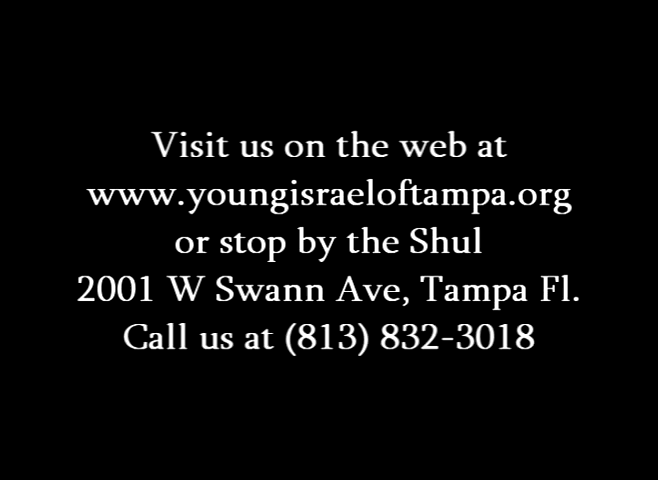 Visit us on the web at
www.youngisraeloftampa.org
or stop by the Shul
2001 W Swann Ave, Tampa Fl.
Call us at (813) 832-3018